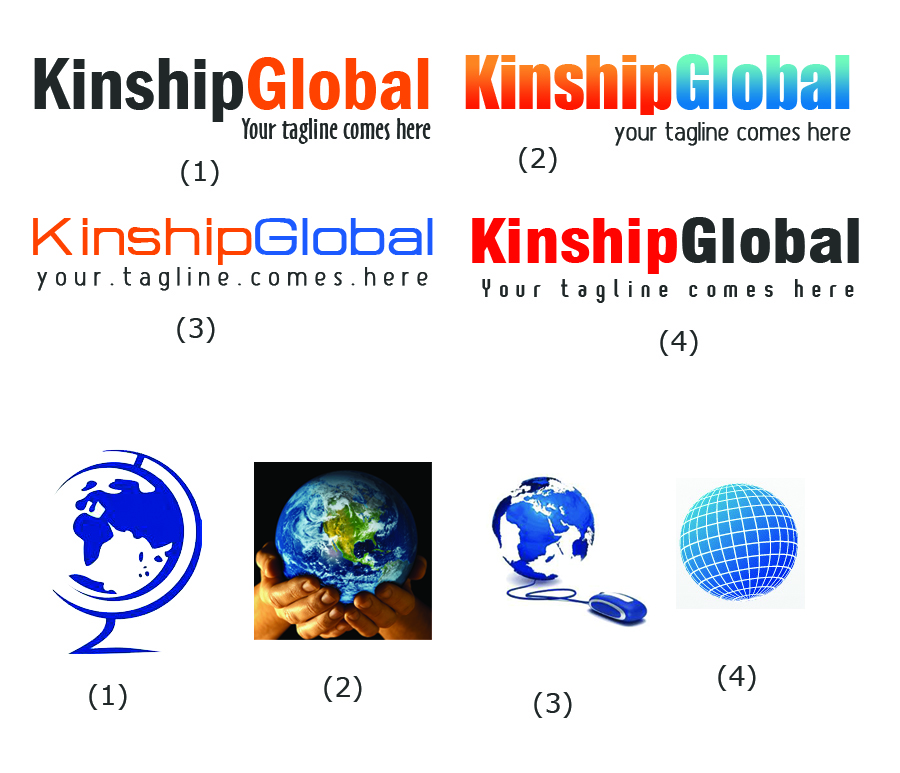 KinshipGlobal
Your tagline comes here
(1)
KinshipGlobal
your tagline comes here
(2)
KinshipGlobal
your.tagline.comes.here
(3)
KinshipGlobal
Your tagline comes here
(4)
(1)
(2)
(3)
(4)